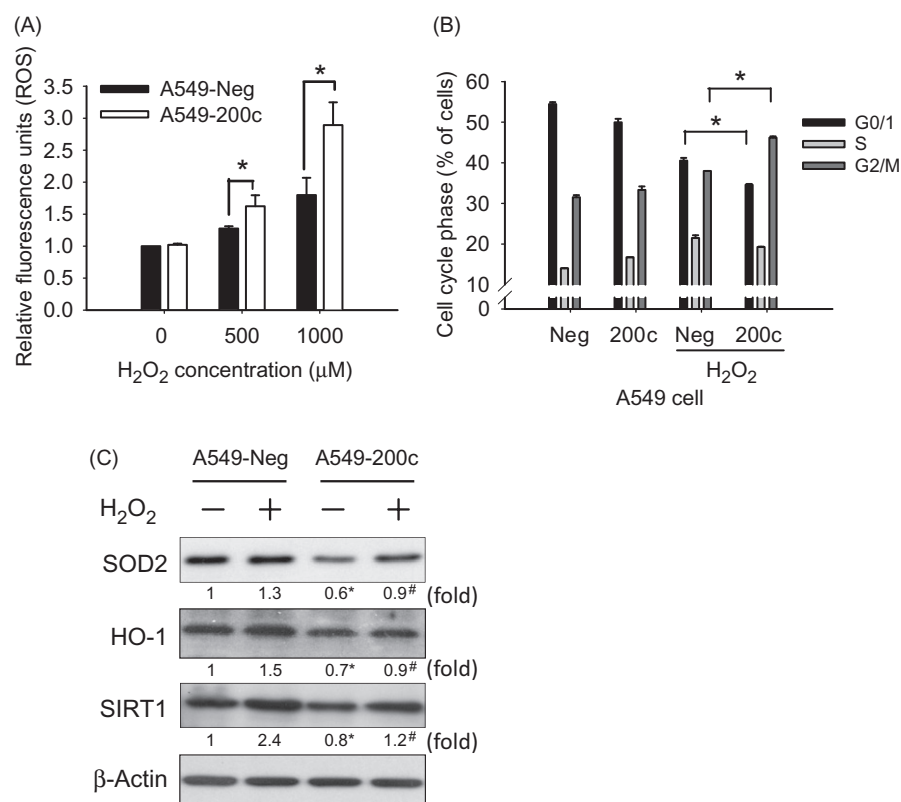 (A)
Relative fluorescence units (ROS)
3.5
3.0
2.5
2.0
1.5
1.0
0.5
0.0
A549-Neg
A549-200c
*
*
0 500 1000
H₂O₂ concentration (μM)
(B)
Cell cycle phase (% of cells)
60
50
40
30
20
10
0
*
*
G0/1
S
G2/M
Neg 200c Neg 200c
H₂O₂
A549 cell
(C)
A549-Neg A549-200c
H₂O₂ − + − +
SOD2
1 1.3 0.6* 0.9# (fold)
HO-1
1 1.5 0.7* 0.9# (fold)
SIRT1
1 2.4 0.8* 1.2# (fold)
β-Actin